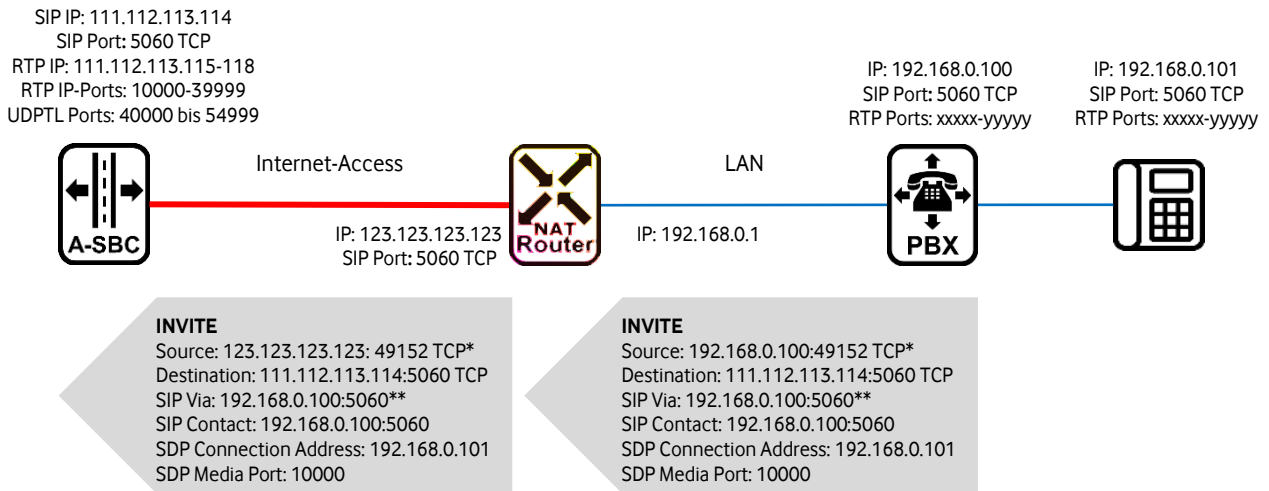 SIP IP: 111.112.113.114
SIP Port: 5060 TCP
RTP IP: 111.112.113.115-118
RTP IP-Ports: 10000-39999
UDPTL Ports: 40000 bis 54999
IP: 192.168.0.100
SIP Port: 5060 TCP
RTP Ports: xxxxx-yyyyy
IP: 192.168.0.101
SIP Port: 5060 TCP
RTP Ports: xxxxx-yyyyy
A-SBC
Internet-Access
IP: 123.123.123.123
SIP Port: 5060 TCP
NAT
Router
LAN
IP: 192.168.0.1
PBX
INVITE
Source: 123.123.123.123: 49152 TCP*
Destination: 111.112.113.114:5060 TCP
SIP Via: 192.168.0.100:5060**
SIP Contact: 192.168.0.100:5060
SDP Connection Address: 192.168.0.101
SDP Media Port: 10000
INVITE
Source: 192.168.0.100:49152 TCP*
Destination: 111.112.113.114:5060 TCP
SIP Via: 192.168.0.100:5060**
SIP Contact: 192.168.0.100:5060
SDP Connection Address: 192.168.0.101
SDP Media Port: 10000